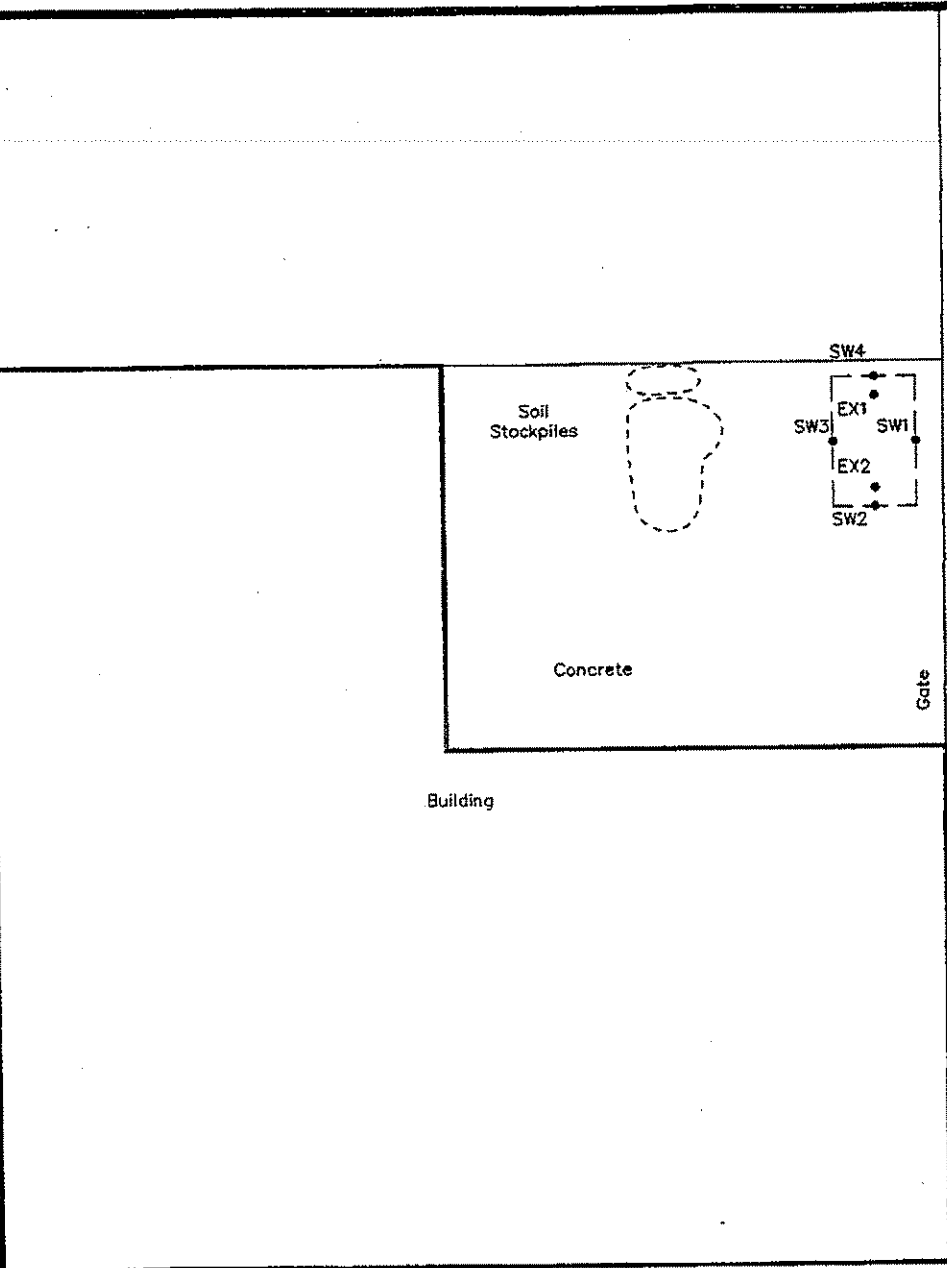 SW4
Soil
Stockpiles
EX1
SW3
SW1
EX2
SW2
Concrete
Gate
Building